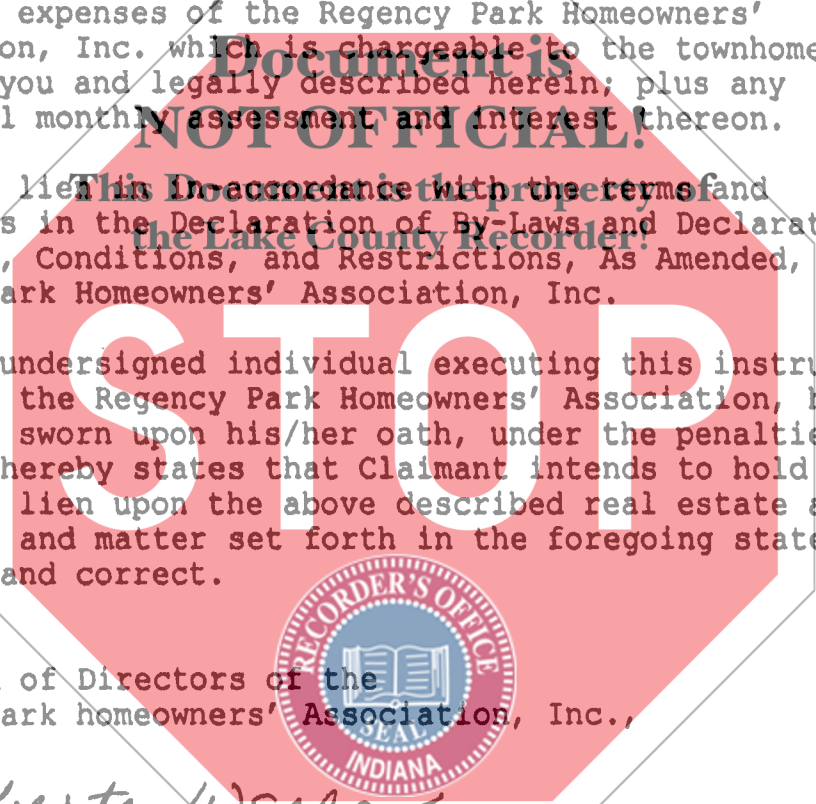 expenses of the Regency Park Homeowners'
on, Inc. which is chargeable to the townhome
Document is
you and legally described herein; plus any
l monthly assessment and interest thereon.
NOT OFFICIAL!
lien is in accordance with the terms and
This Document is the property of
s in the Declaration of By-Laws and Declarat
the Lake County Recorder!
, Conditions, and Restrictions, As Amended,
ark Homeowners' Association, Inc.
STOP
undersigned individual executing this instru
the Regency Park Homeowners' Association,
sworn upon his/her oath, under the penaltie
hereby states that Claimant intends to hold
lien upon the above described real estate a
and matter set forth in the foregoing state
and correct.
RECORDER'S OFFICE
of Directors of the
ark homeowners' Association, Inc.,
SEAL
INDIANA